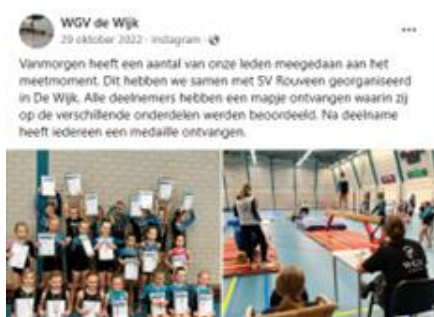 WGV de Wijk
29 oktober 2022 · Instagram ·
Vanmorgen heeft een aantal van onze leden meegedaan aan het
meetmoment. Dit hebben we samen met SV Rouveen georganiseerd
in De Wijk. Alle deelnemers hebben een mapje ontvangen waarin zij
op de verschillende onderdelen werden beoordeeld. Na deelname
heeft iedereen een medaille ontvangen.
WGV